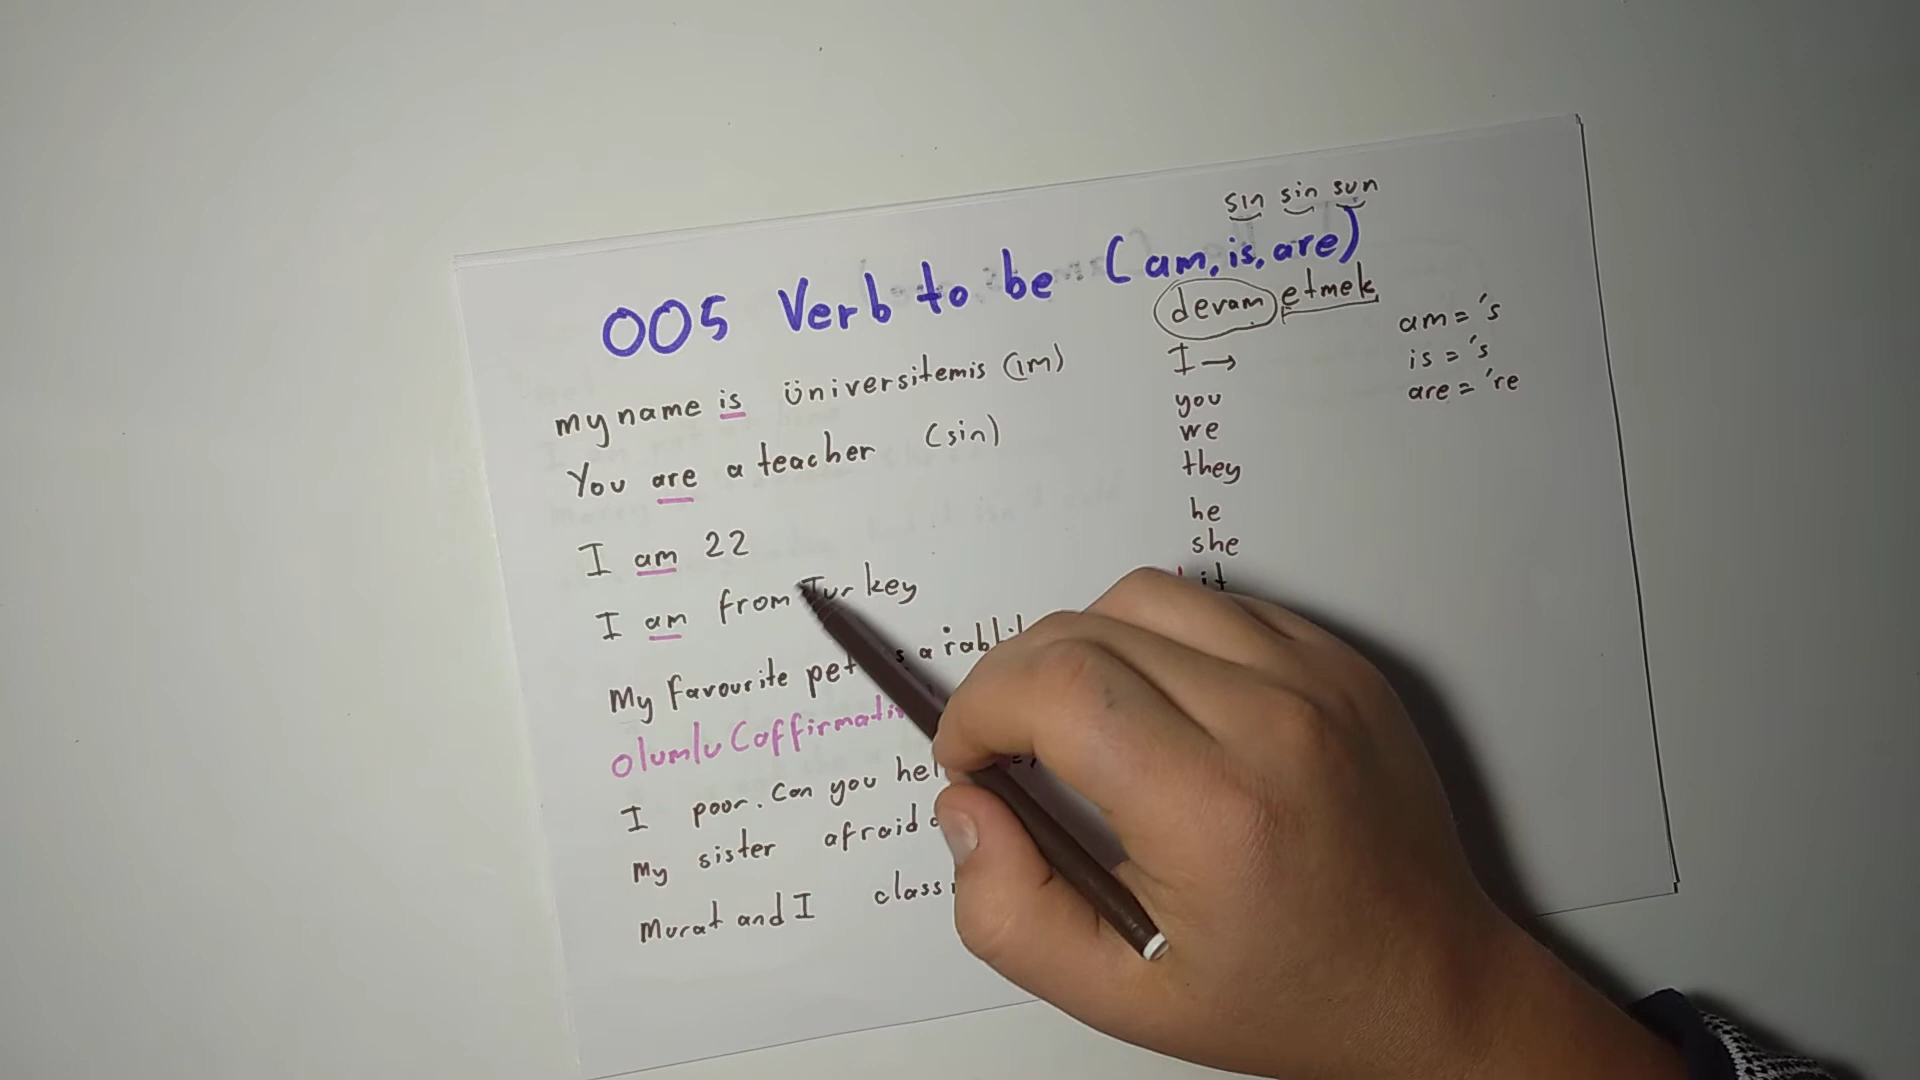 sın sin sun
005 Verb to be (am, is, are)
devam etmek
my name is üniversitemis (ım)
You are a teacher (sin)
I am 22
I am from Turkey
My favourite pet a
olumlu
I poor. Can you
My sister afraid
Murat and I
I →
you
we
they
he
she
it
am = 's
is = 's
are = 're